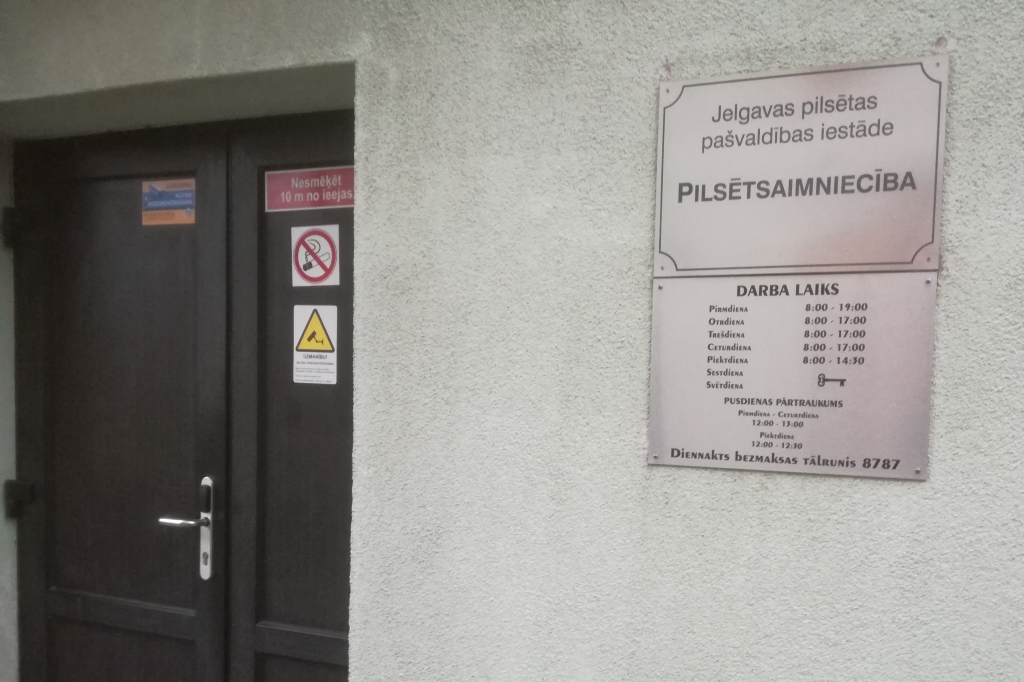 Nesmēķēt
10 m no ieejas
UZMANĪBU!
Jelgavas pilsētas
pašvaldības iestāde
PILSĒTSAIMNIECĪBA
DARBA LAIKS
Pirmdiena 8:00 - 19:00
Otrdiena 8:00 - 17:00
Trešdiena 8:00 - 17:00
Ceturdiena 8:00 - 17:00
Piektdiena 8:00 - 14:30
Sestdiena
Svētdiena
PUSDIENAS PĀRTRAUKUMS
Pirmdiena - Ceturdiena
12:00 - 13:00
Piektdiena
12:00 - 12:30
Diennakts bezmaksas tālrunis 8787